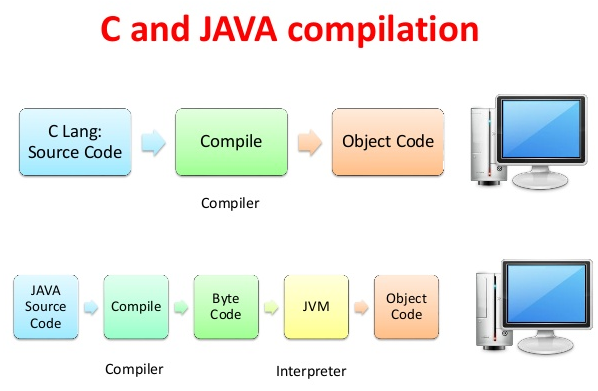 C and JAVA compilation
C Lang:
Source Code
Compile
Object Code
Compiler
JAVA
Source
Code
Compile
Byte
Code
JVM
Object
Code
Compiler
Interpreter